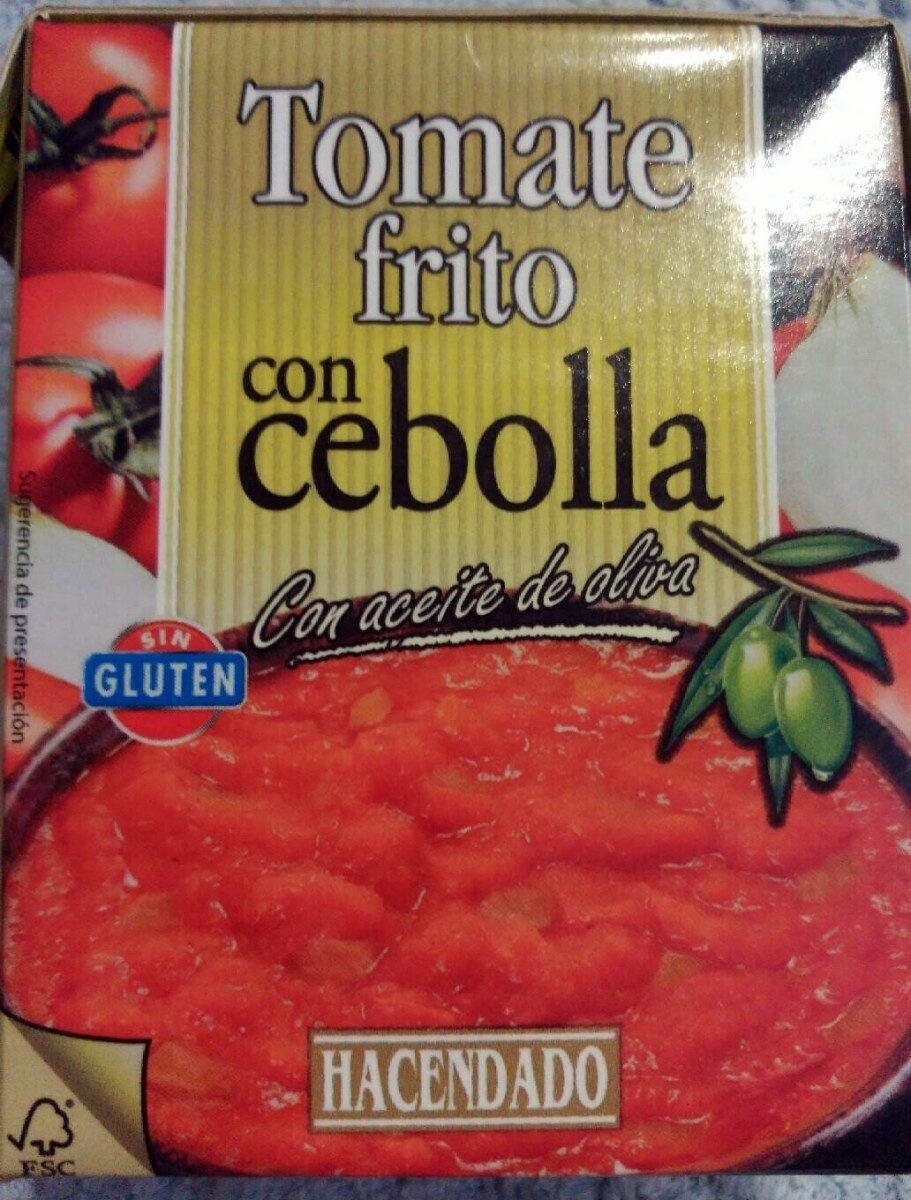 Tomate
frito
con
cebolla
Con aceite de oliva
SIN
GLUTEN
Sugerencia de presentación
HACENDADO
FSC